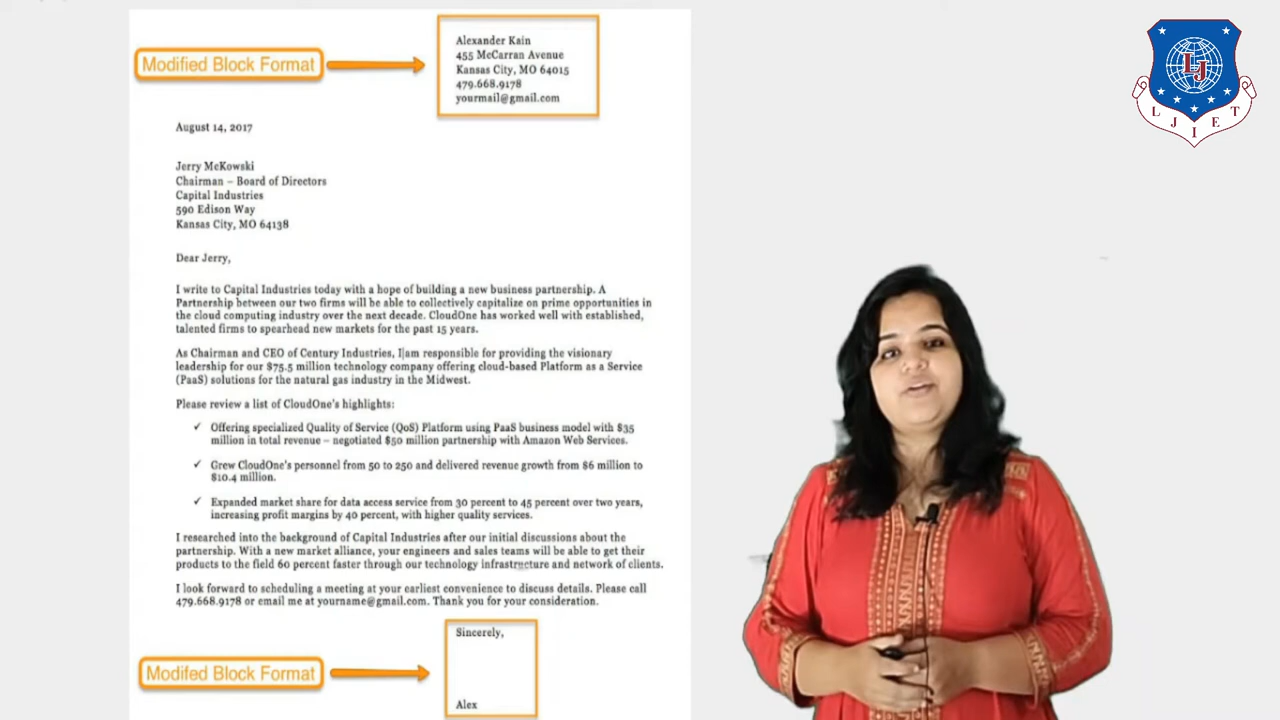 Modified Block Format
Alexander Kain
455 McCarran Avenue
Kansas City, MO 64015
479.668.9178
yourmail@gmail.com
August 14, 2017
Jerry McKowski
Chairman – Board of Directors
Capital Industries
590 Edison Way
Kansas City, MO 64138
Dear Jerry,
I write to Capital Industries today with a hope of building a new business partnership. A
Partnership between our two firms will be able to collectively capitalize on prime opportunities in
the cloud computing industry over the next decade. CloudOne has worked well with established,
talented firms to spearhead new markets for the past 15 years.
As Chairman and CEO of Century Industries, I am responsible for providing the visionary
leadership for our $75.5 million technology company offering cloud-based Platform as a Service
(PaaS) solutions for the natural gas industry in the Midwest.
Please review a list of CloudOne's highlights:
✓ Offering specialized Quality of Service (QoS) Platform using PaaS business model with $35
million in total revenue – negotiated $50 million partnership with Amazon Web Services.
✓ Grew CloudOne's personnel from 50 to 250 and delivered revenue growth from $6 million to
$10.4 million.
✓ Expanded market share for data access service from 30 percent to 45 percent over two years,
increasing profit margins by 40 percent, with higher quality services.
I researched into the background of Capital Industries after our initial discussions about the
partnership. With a new market alliance, your engineers and sales teams will be able to get their
products to the field 60 percent faster through our technology infrastructure and network of clients.
I look forward to scheduling a meeting at your earliest convenience to discuss details. Please call
479.668.9178 or email me at yourname@gmail.com. Thank you for your consideration.
Sincerely,
Modifed Block Format
Alex
LJ
L J I E T